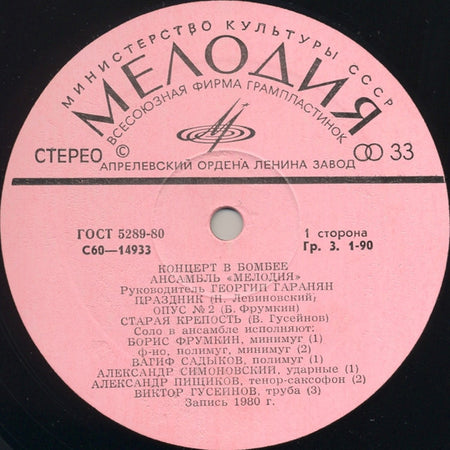 МИНИСТЕРСТВО КУЛЬТУРЫ СССР
МЕЛОДИЯ
ВСЕСОЮЗНАЯ ФИРМА ГРАМПЛАСТИНОК
СТЕРЕО © 33
АПРЕЛЕВСКИЙ ОРДЕНА ЛЕНИНА ЗАВОД
ГОСТ 5289-80 1 сторона
С60—14933 Гр. 3. 1-90
КОНЦЕРТ В БОМБЕЕ
АНСАМБЛЬ «МЕЛОДИЯ»
Руководитель ГЕОРГИЙ ГАРАНЯН
ПРАЗДНИК (Н. Левиновский)
ОПУС № 2 (Б. Фрумкин)
СТАРАЯ КРЕПОСТЬ (В. Гусейнов)
Соло в ансамбле исполняют:
БОРИС ФРУМКИН, минимуг (1)
ф-но, полимуг, минимуг (2)
ВАГИФ САДЫКОВ, полимуг (1)
АЛЕКСАНДР СИМОНОВСКИЙ, ударные (1)
АЛЕКСАНДР ПИЩИКОВ, тенор-саксофон (2)
ВИКТОР ГУСЕЙНОВ, труба (3)
Запись 1980 г.